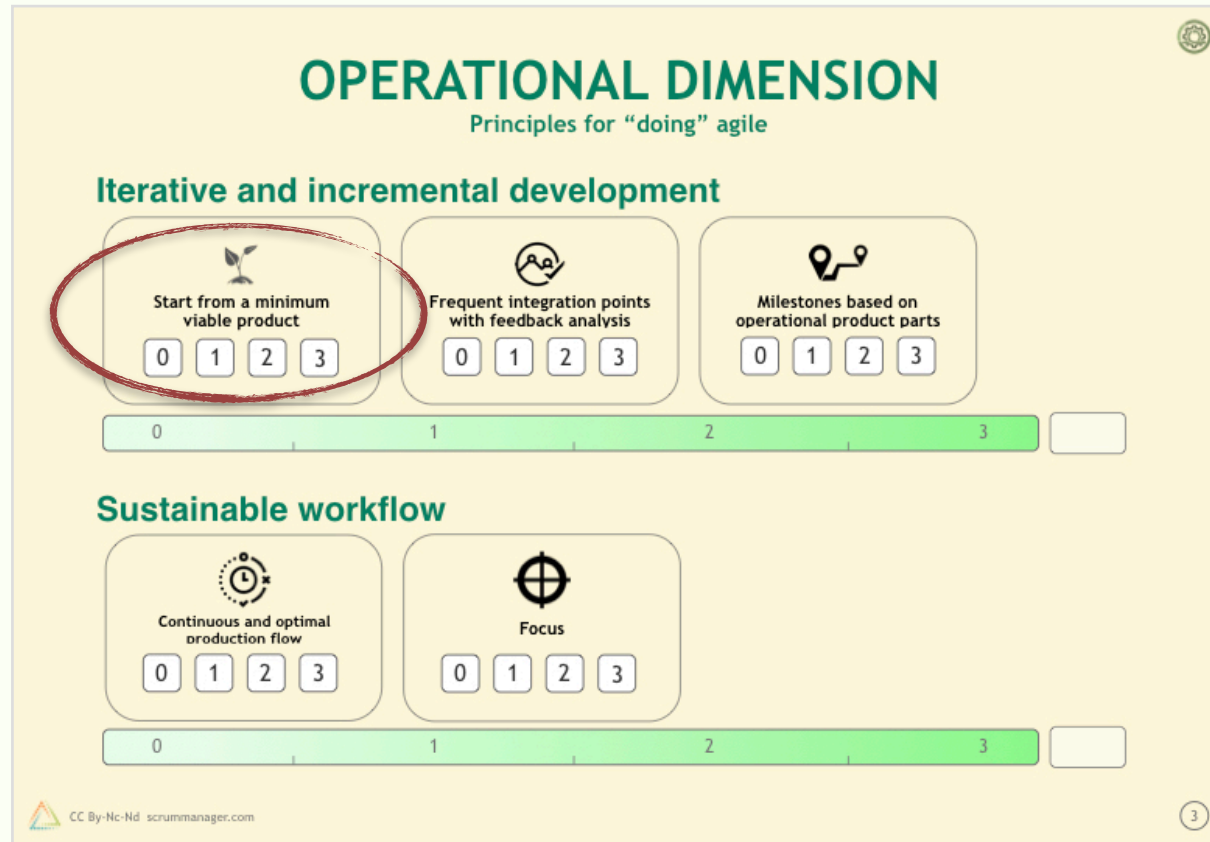 OPERATIONAL DIMENSION
Principles for “doing” agile
Iterative and incremental development
Start from a minimum
viable product
0 1 2 3
Frequent integration points
with feedback analysis
0 1 2 3
Milestones based on
operational product parts
0 1 2 3
0 1 2 3
Sustainable workflow
Continuous and optimal
production flow
0 1 2 3
Focus
0 1 2 3
0 1 2 3
CC By-Nc-Nd scrummanager.com
3